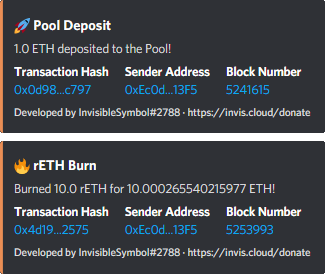 🚀 Pool Deposit
1.0 ETH deposited to the Pool!
Transaction Hash Sender Address Block Number
0x0d98...c797 0xEc0d...13F5 5241615
Developed by InvisibleSymbol#2788 · https://invis.cloud/donate
🔥 rETH Burn
Burned 10.0 rETH for 10.000265540215977 ETH!
Transaction Hash Sender Address Block Number
0x4d19...2575 0xEc0d...13F5 5253993
Developed by InvisibleSymbol#2788 · https://invis.cloud/donate